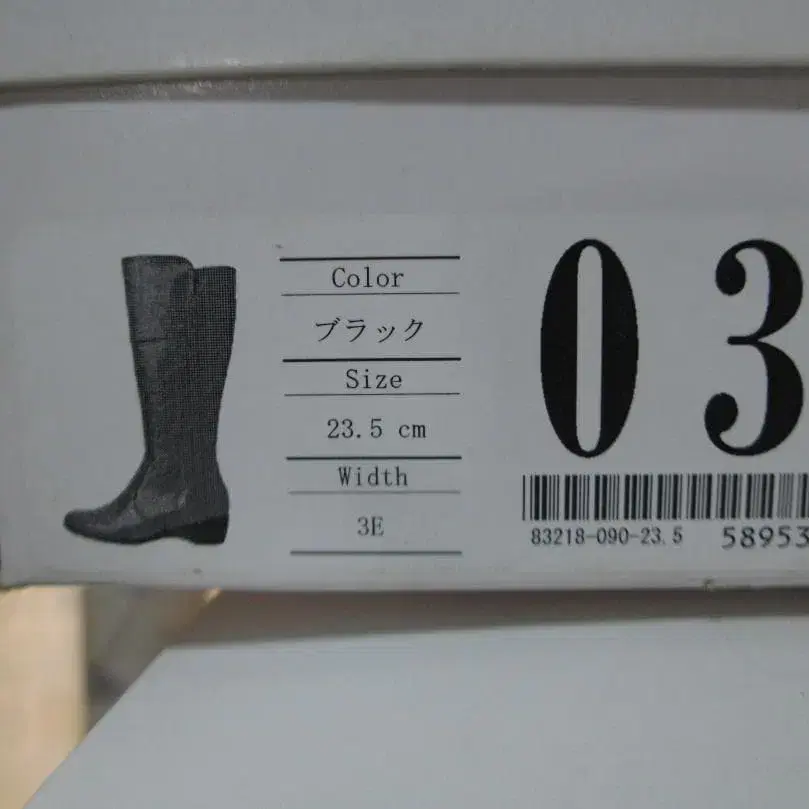 Color
ブラック
Size
23.5 cm
Width
3E
03
83218-090-23.5 58953